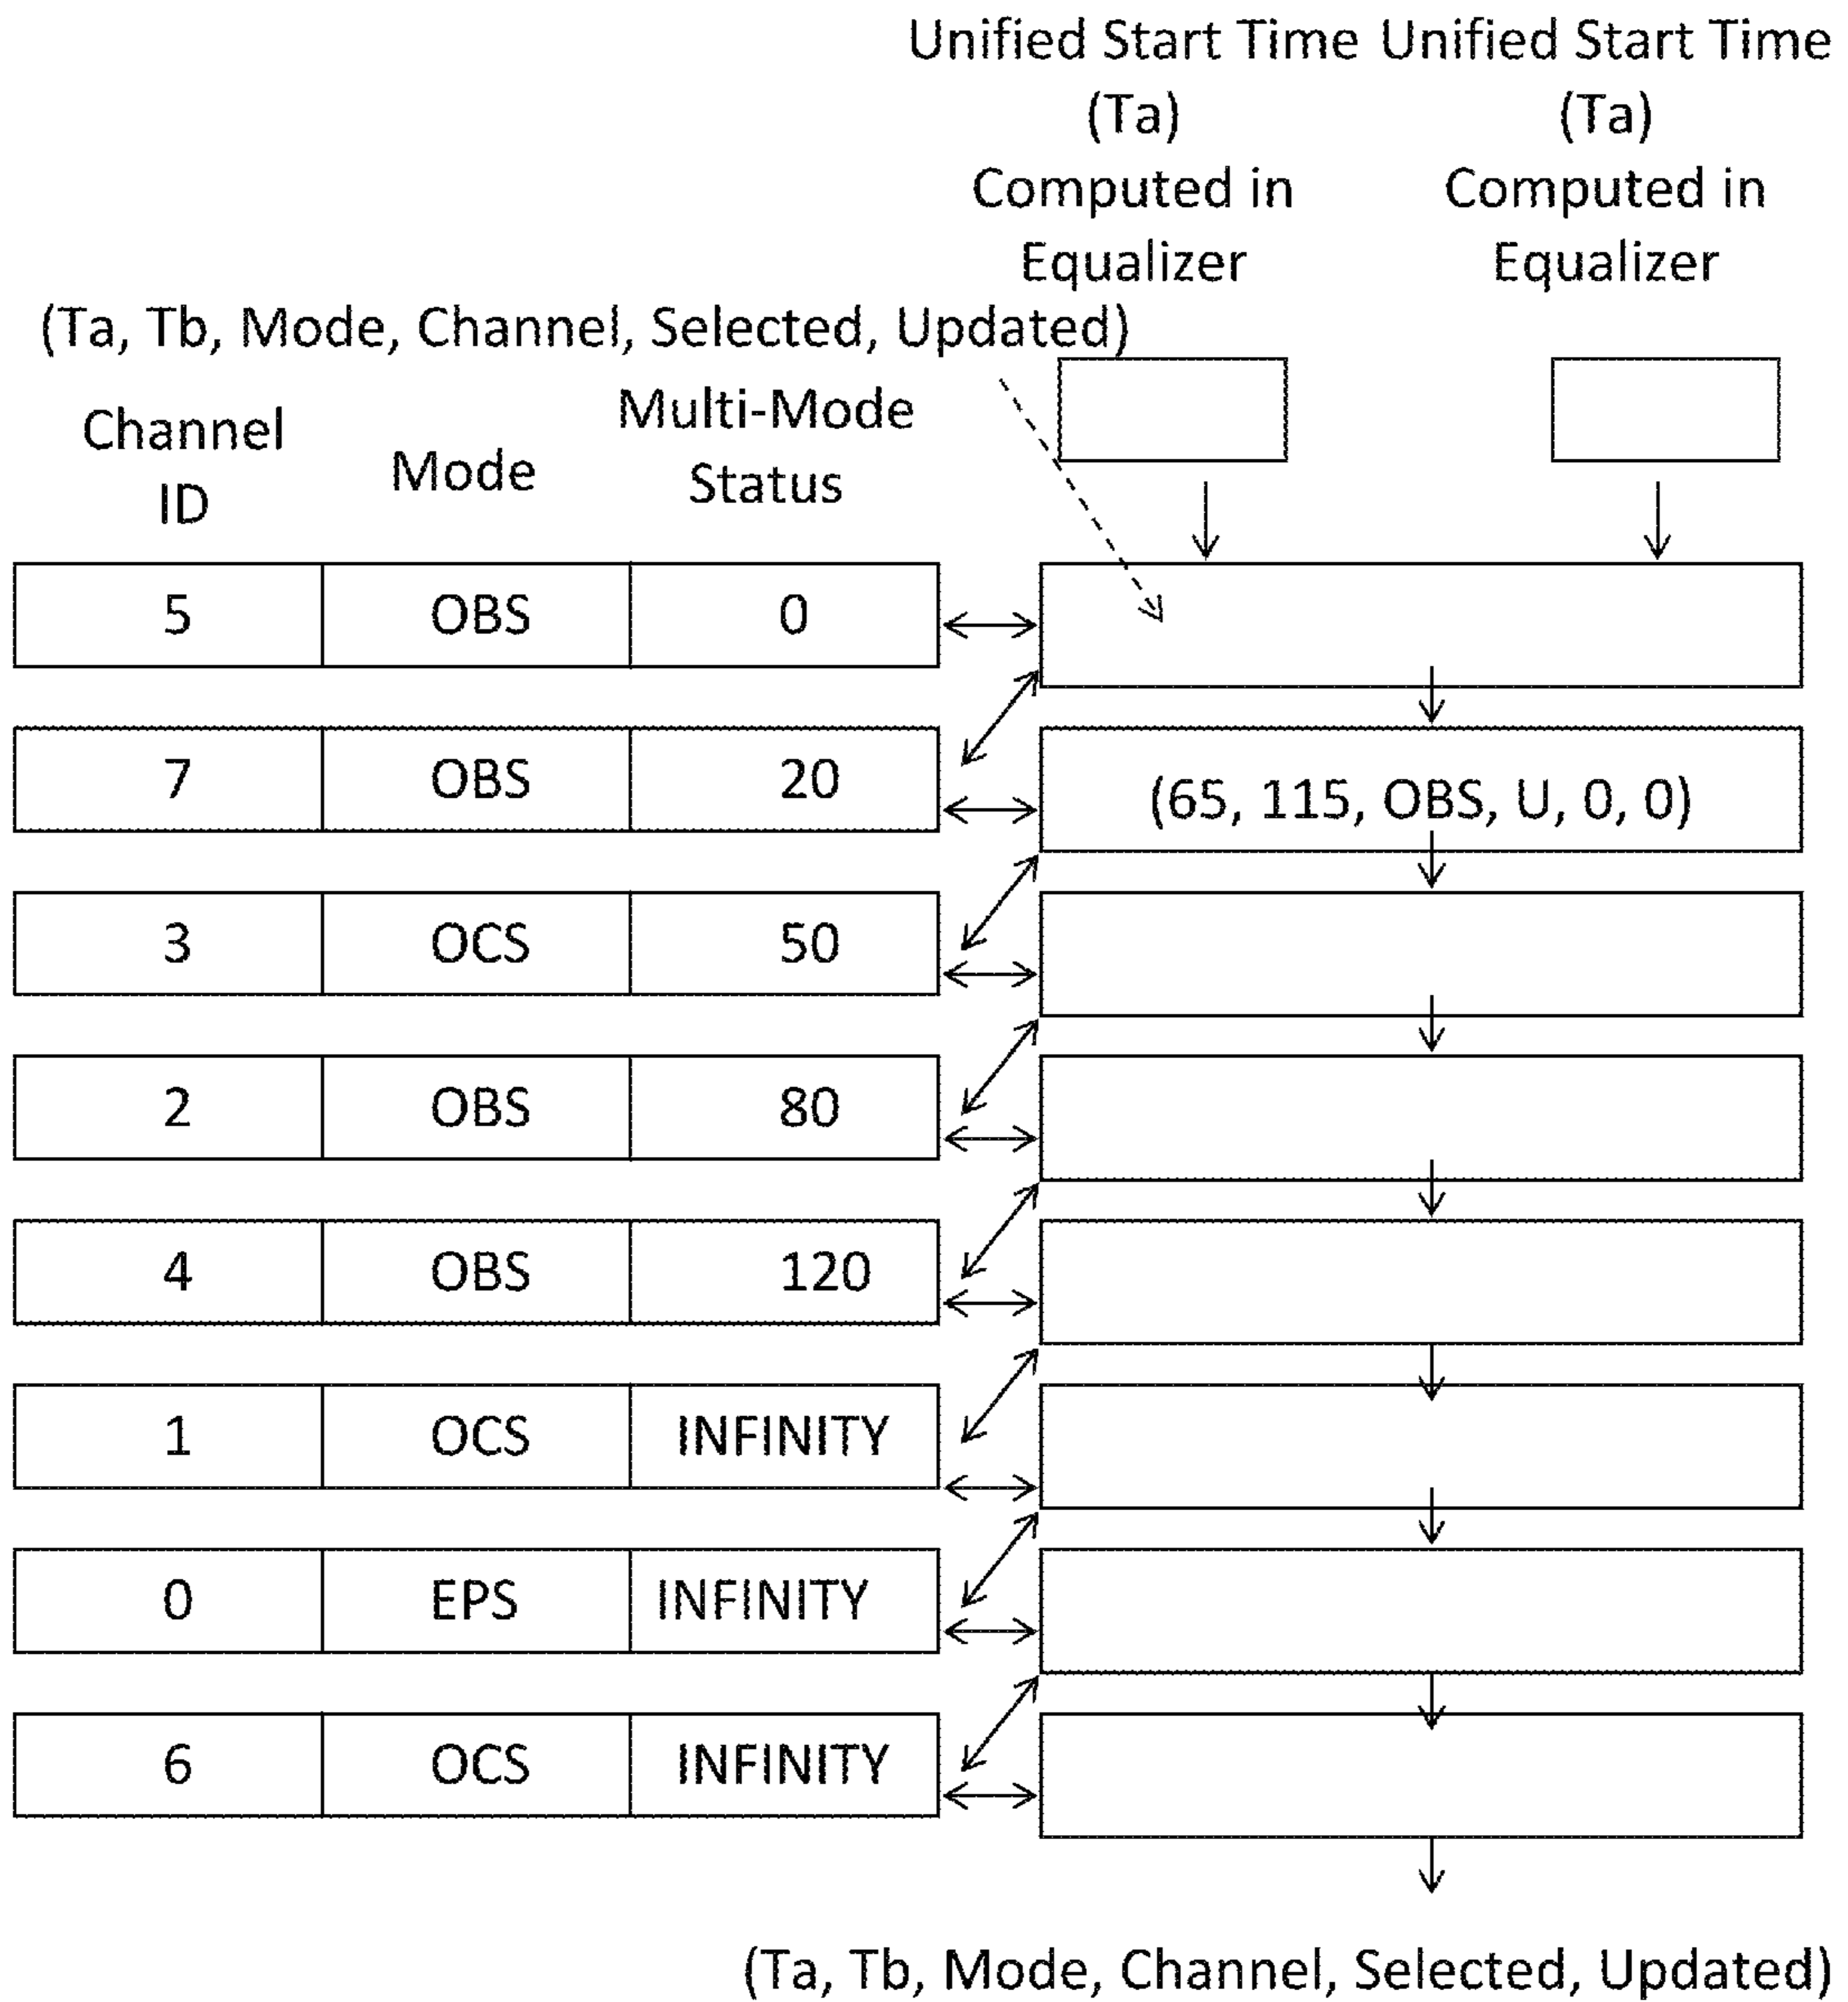 Unified Start Time Unified Start Time
(Ta) (Ta)
Computed in Computed in
Equalizer Equalizer
(Ta, Tb, Mode, Channel, Selected, Updated)
Channel
ID
Mode
Multi-Mode
Status
5 OBS 0
7 OBS 20 (65, 115, OBS, U, 0, 0)
3 OCS 50
2 OBS 80
4 OBS 120
1 OCS INFINITY
0 EPS INFINITY
6 OCS INFINITY
(Ta, Tb, Mode, Channel, Selected, Updated)